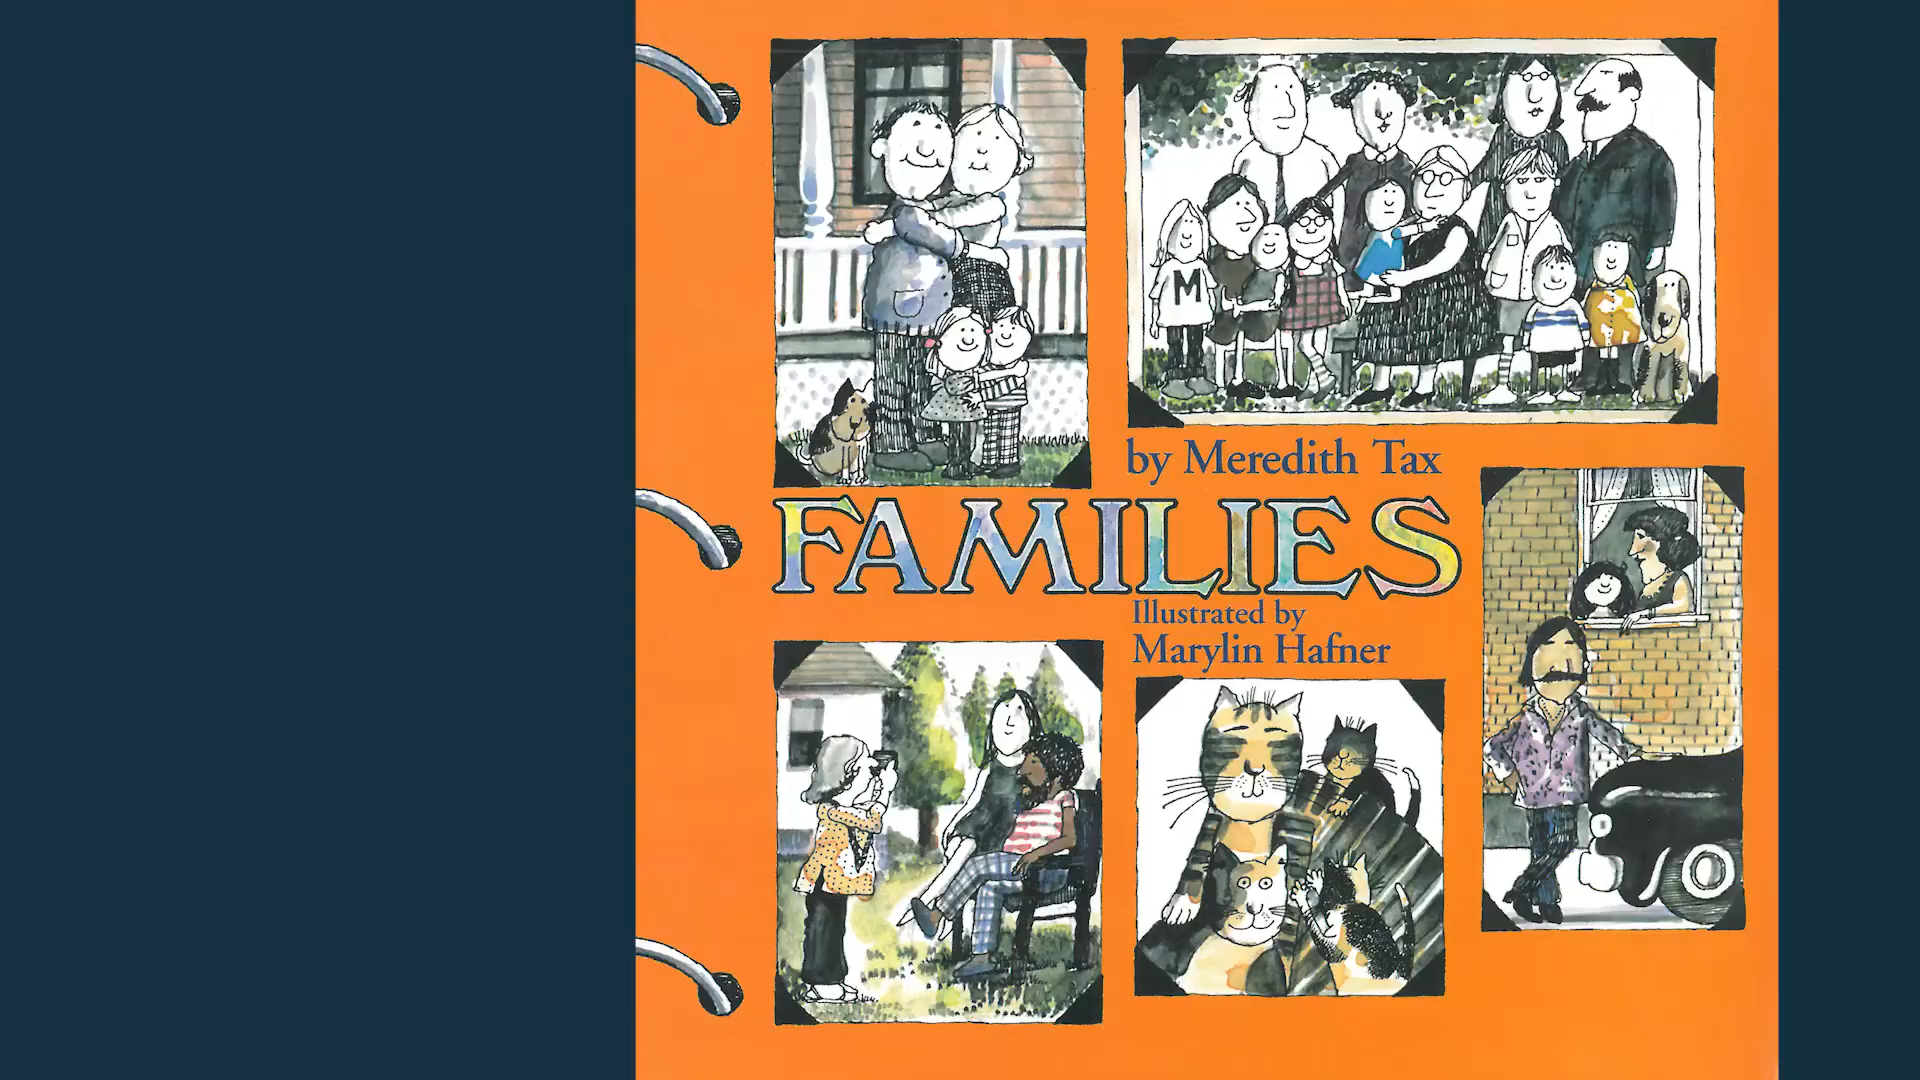 by Meredith Tax
FAMILIES
Illustrated by
Marylin Hafner
M